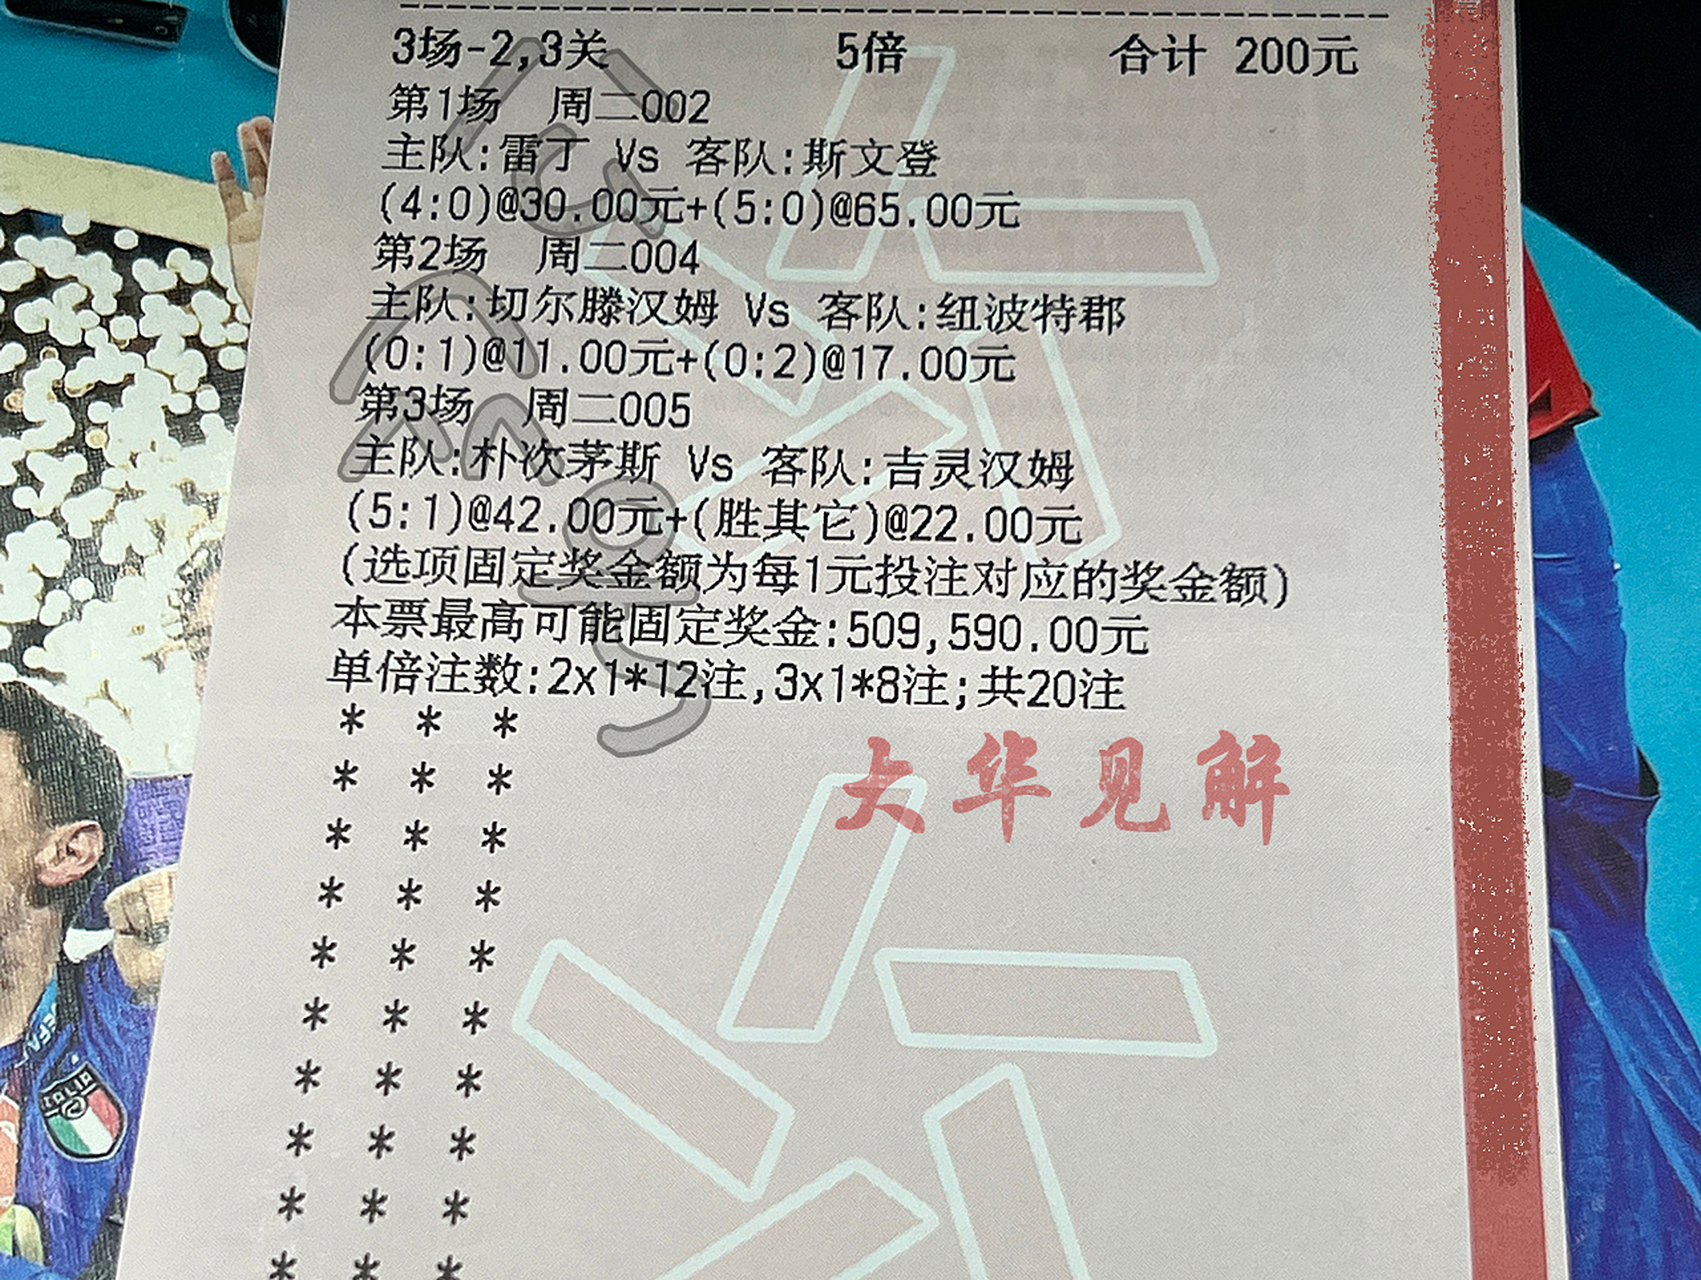 3场-2,3关 5倍 合计 200元
第1场 周二002
主队:雷丁 Vs 客队:斯文登
(4:0)@30.00元+(5:0)@65.00元
第2场 周二004
主队:切尔滕汉姆 Vs 客队:纽波特郡
(0:1)@11.00元+(0:2)@17.00元
第3场 周二005
主队:朴次茅斯 Vs 客队:吉灵汉姆
(5:1)@42.00元+(胜其它)@22.00元
(选项固定奖金额为每1元投注对应的奖金额)
本票最高可能固定奖金:509,590.00元
单倍注数:2x1*12注,3x1*8注;共20注
* * *
* * *
* * *
* * *
* * *
* * *
* * *
* * *
* * *
* * *
大华见解
UEFA
ITALIA